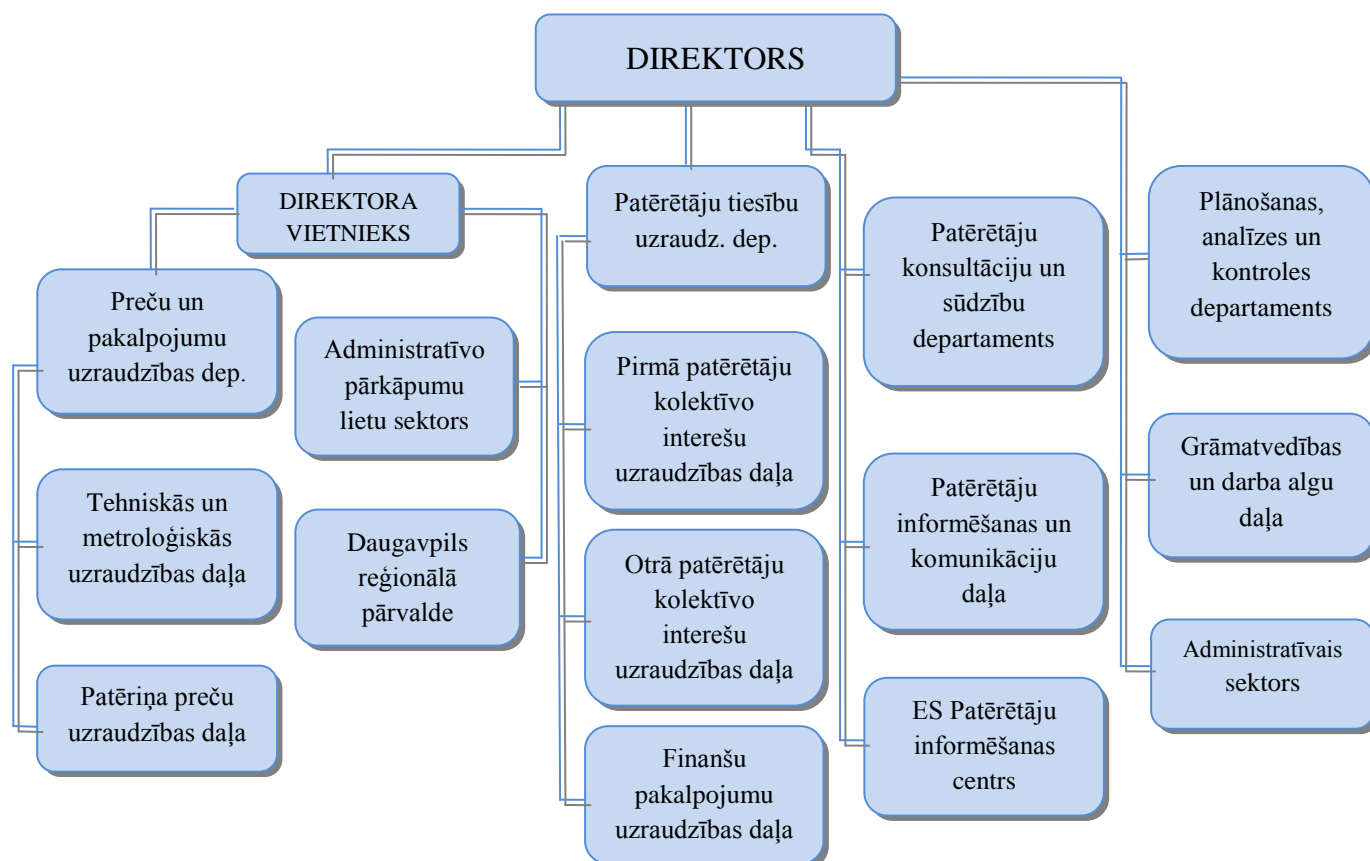 DIREKTORS
DIREKTORA
VIETNIEKS
Preču un
pakalpojumu
uzraudzības dep.
Tehniskās un
metroloģiskās
uzraudzības daļa
Patēriņa preču
uzraudzības daļa
Administratīvo
pārkāpumu
lietu sektors
Daugavpils
reģionālā
pārvalde
Patērētāju tiesību
uzraudz. dep.
Pirmā patērētāju
kolektīvo
interešu
uzraudzības daļa
Otrā patērētāju
kolektīvo
interešu
uzraudzības daļa
Finanšu
pakalpojumu
uzraudzības daļa
Patērētāju
konsultāciju un
sūdzību
departaments
Patērētāju
informēšanas un
komunikāciju
daļa
ES Patērētāju
informēšanas
centrs
Plānošanas,
analīzes un
kontroles
departaments
Grāmatvedības
un darba algu
daļa
Administratīvais
sektors